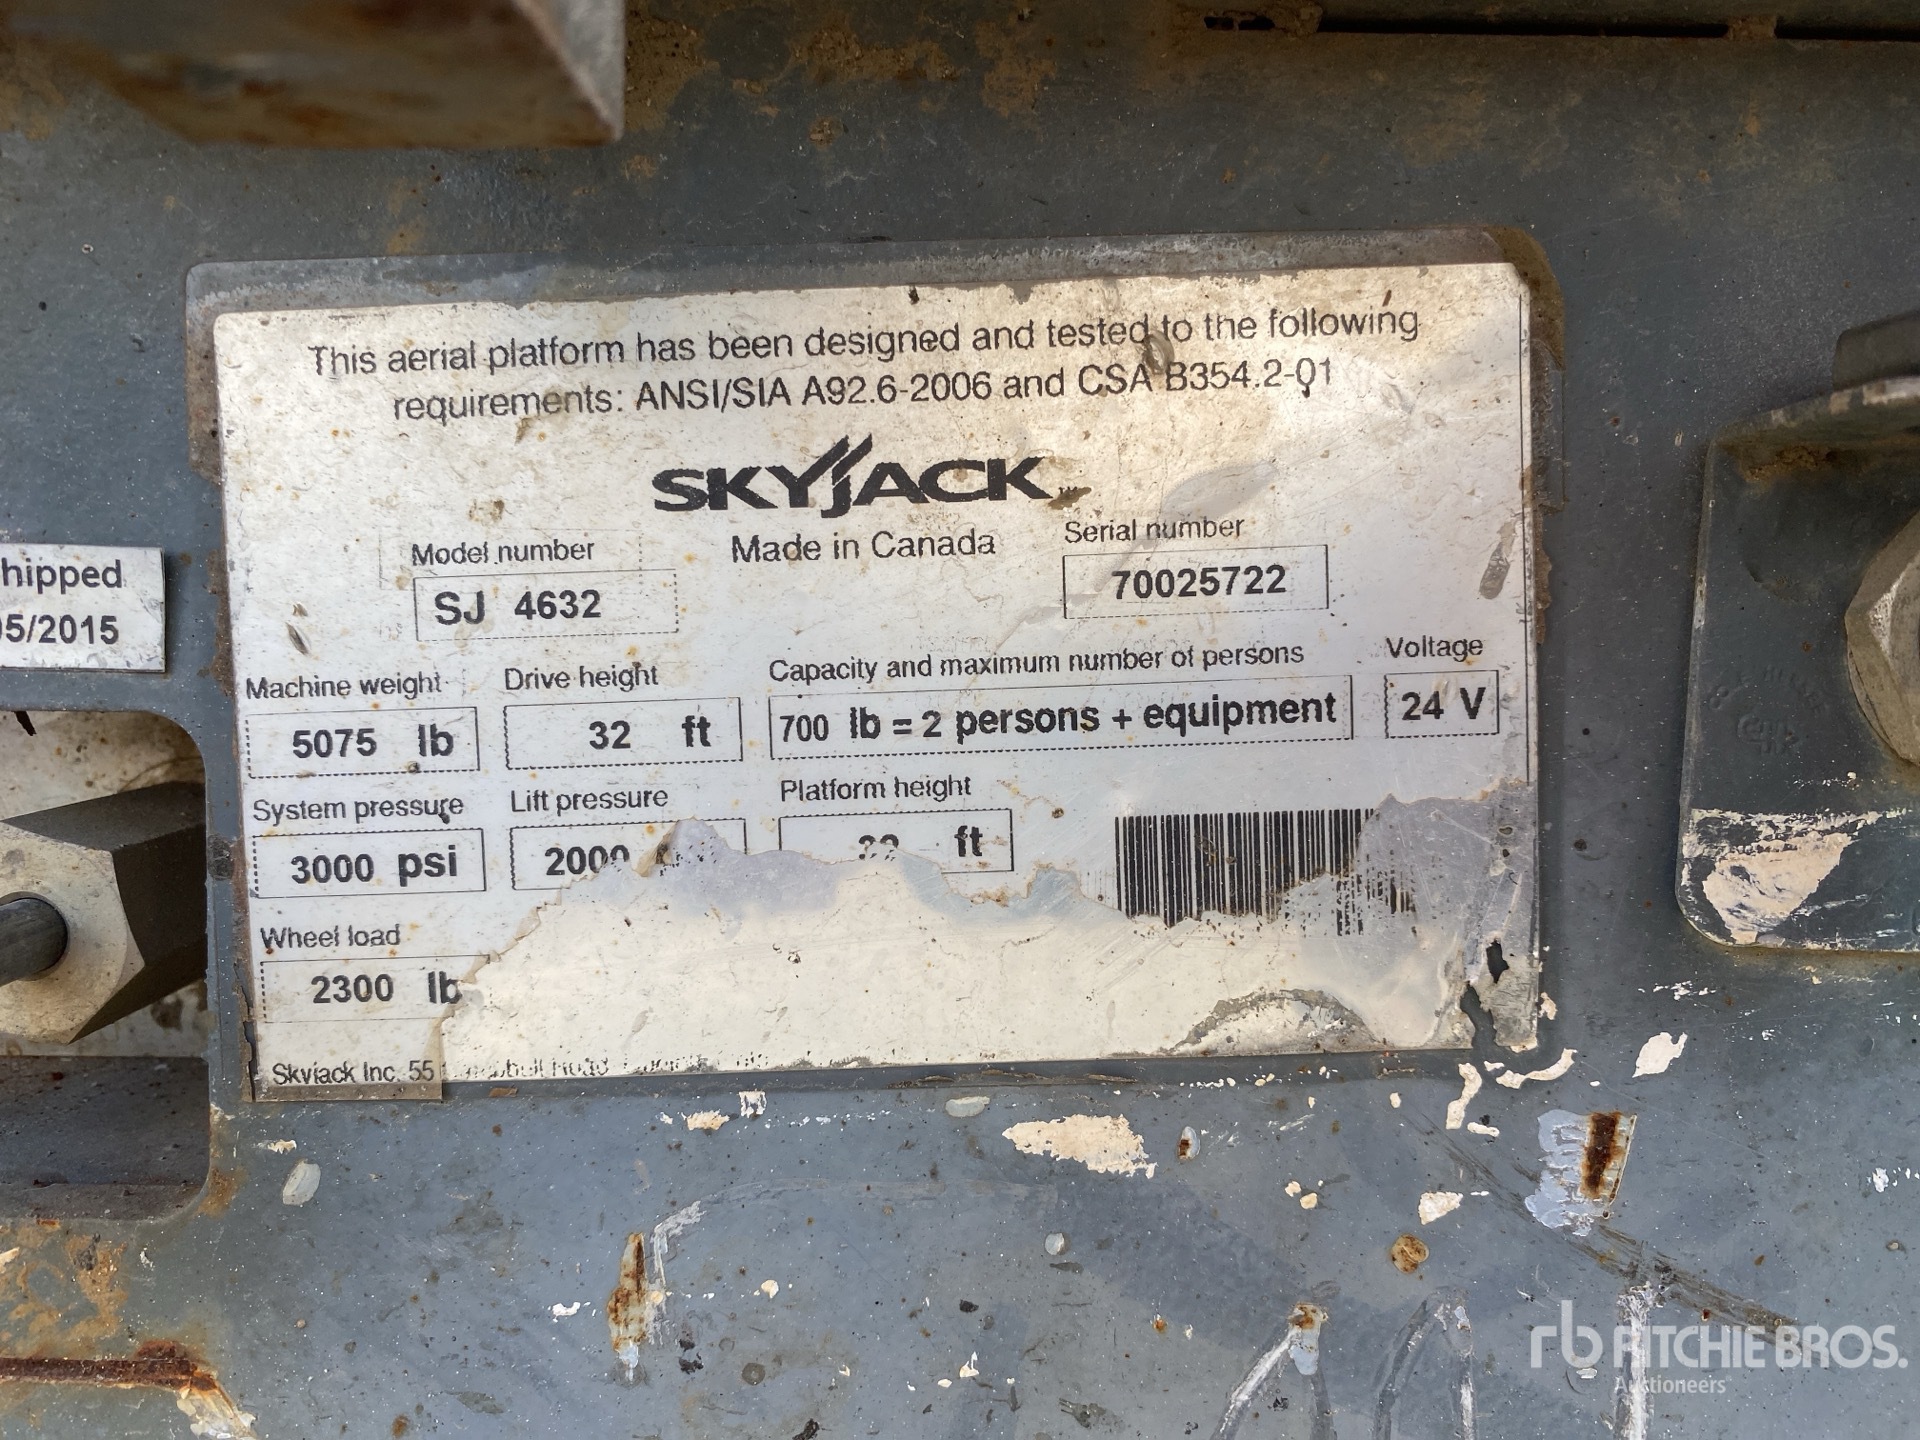 This aerial platform has been designed and tested to the following
requirements: ANSI/SIA A92.6-2006 and CSA B354.2-01
SKYJACK
Made in Canada
Model number
SJ 4632
Serial number
70025722
hipped
05/2015
Machine weight
5075 lb
Drive height
32 ft
Capacity and maximum number of persons
700 lb = 2 persons + equipment
Voltage
24 V
System pressure
3000 psi
Lift pressure
2000
Platform height
32 ft
Wheel load
2300 lb
Skyjack Inc. 55
rb RITCHIE BROS.
Auctioneers